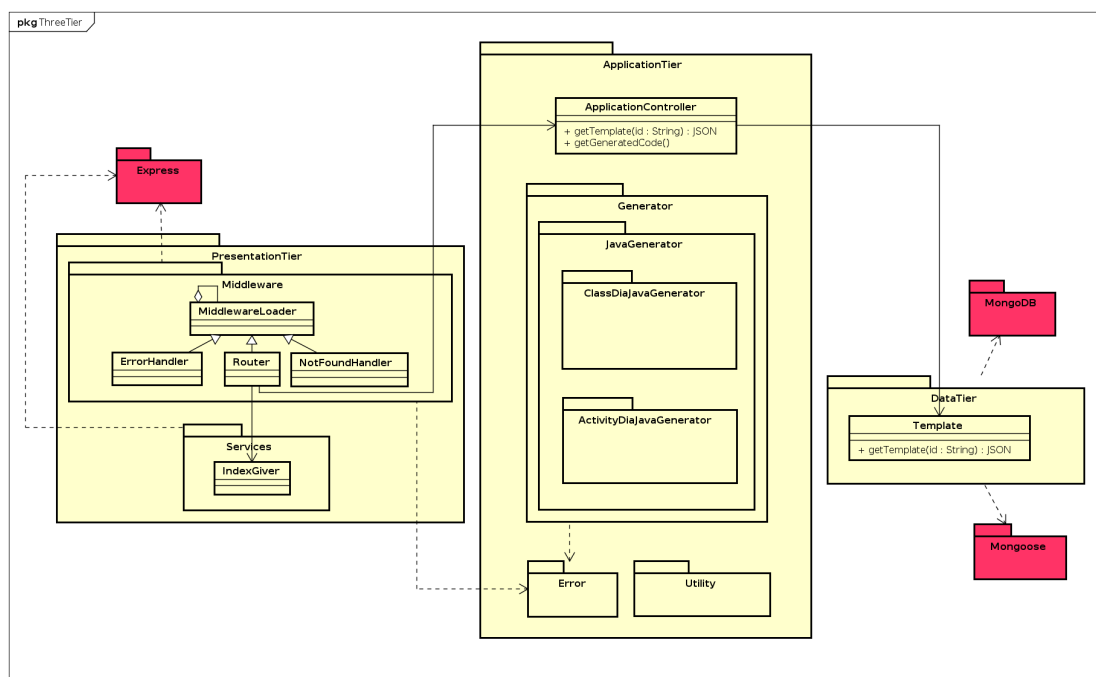 pkg ThreeTier
ApplicationTier
ApplicationController
+ getTemplate(id : String) : JSON
+ getGeneratedCode()
Express
Generator
JavaGenerator
PresentationTier
Middleware
MiddlewareLoader
ClassDiaJavaGenerator
MongoDB
ErrorHandler
Router
NotFoundHandler
DataTier
ActivityDiaJavaGenerator
Template
+ getTemplate(id : String) : JSON
Services
IndexGiver
Mongoose
Error
Utility